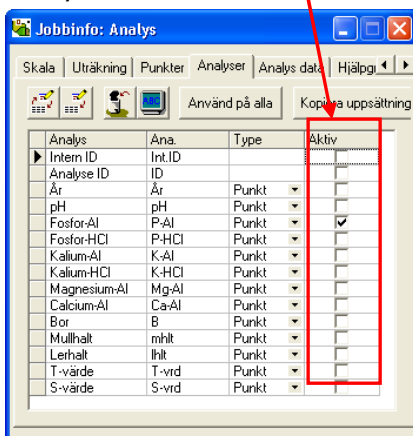 Jobbinfo: Analys
Skala Uträkning Punkter Analyser Analys data Hjälpgr
ABC Använd på alla Kopiera uppsättning
Analys Ana. Type Aktiv
Intern ID Int.ID
Analyse ID ID
År År Punkt
pH pH Punkt
Fosfor-Al P-Al Punkt
Fosfor-HCl P-HCl Punkt
Kalium-Al K-Al Punkt
Kalium-HCl K-HCl Punkt
Magnesium-Al Mg-Al Punkt
Calcium-Al Ca-Al Punkt
Bor B Punkt
Mullhalt mhlt Punkt
Lerhalt lhlt Punkt
T-värde T-vrd Punkt
S-värde S-vrd Punkt